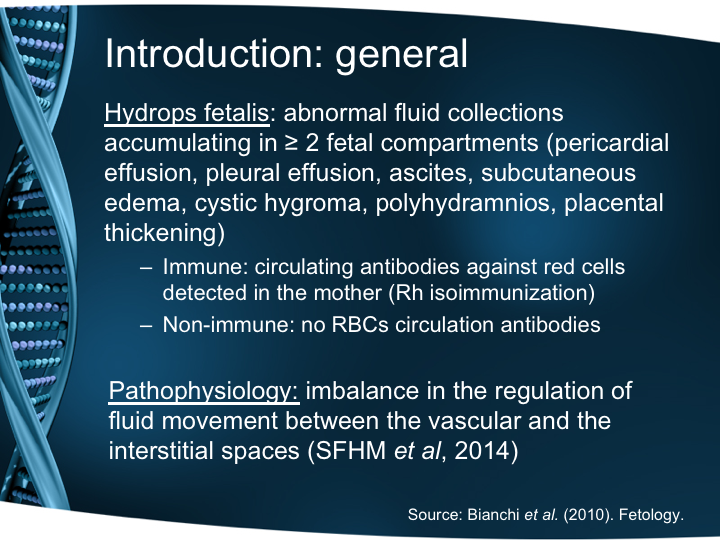 Introduction: general
Hydrops fetalis: abnormal fluid collections
accumulating in ≥ 2 fetal compartments (pericardial
effusion, pleural effusion, ascites, subcutaneous
edema, cystic hygroma, polyhydramnios, placental
thickening)
– Immune: circulating antibodies against red cells
detected in the mother (Rh isoimmunization)
– Non-immune: no RBCs circulation antibodies
Pathophysiology: imbalance in the regulation of
fluid movement between the vascular and the
interstitial spaces (SFHM et al, 2014)
Source: Bianchi et al. (2010). Fetology.